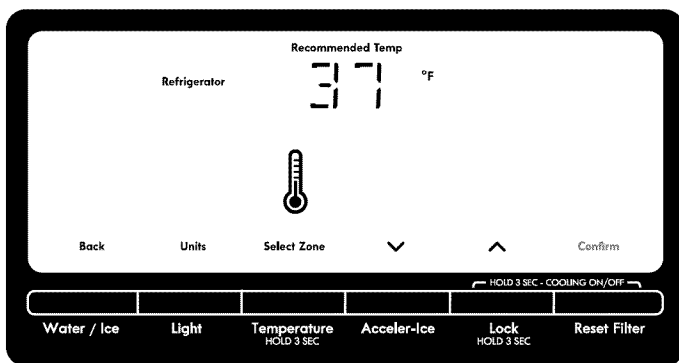 Recommended Temp
Refrigerator 37 °F
Back Units Select Zone Confirm
HOLD 3 SEC - COOLING ON/OFF
Water / Ice Light Temperature Acceler-Ice Lock Reset Filter
HOLD 3 SEC HOLD 3 SEC